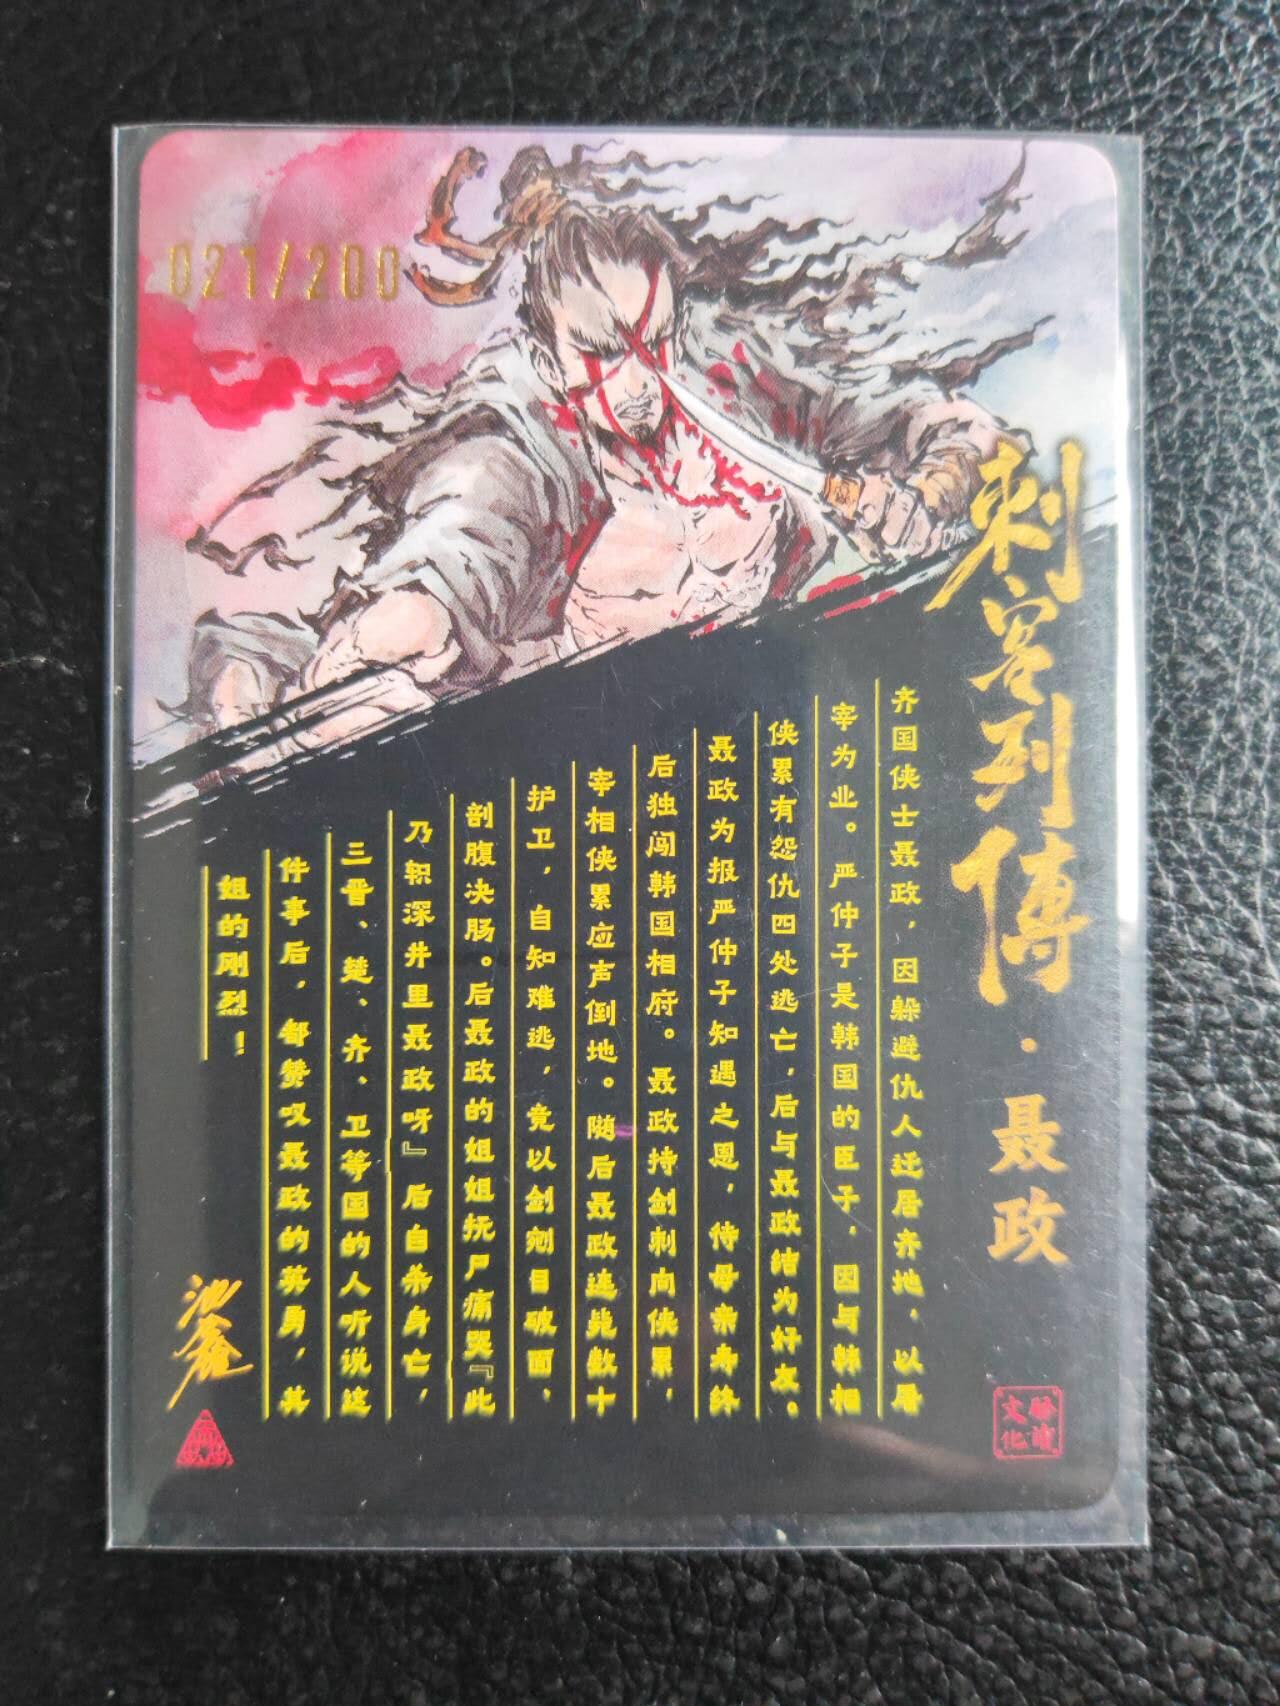 021/200
刺客列傳·聂政
齐国侠士聂政，因躲避仇人迁居齐地，以屠
宰为业。严仲子是韩国的臣子，因与韩相
侠累有怨仇四处逃亡，后与聂政结为好友。
聂政为报严仲子知遇之恩，待母亲寿终
后独闯韩国相府。聂政持剑刺向侠累，
宰相侠累应声倒地。随后聂政连毙数十
护卫，自知难逃，竟以剑剜目破面、
剖腹决肠。后聂政的姐姐抚尸痛哭『此
乃轵深井里聂政呀』后自杀身亡，
三晋、楚、齐、卫等国的人听说这
件事后，都赞叹聂政的英勇，其
姐的刚烈！
文化